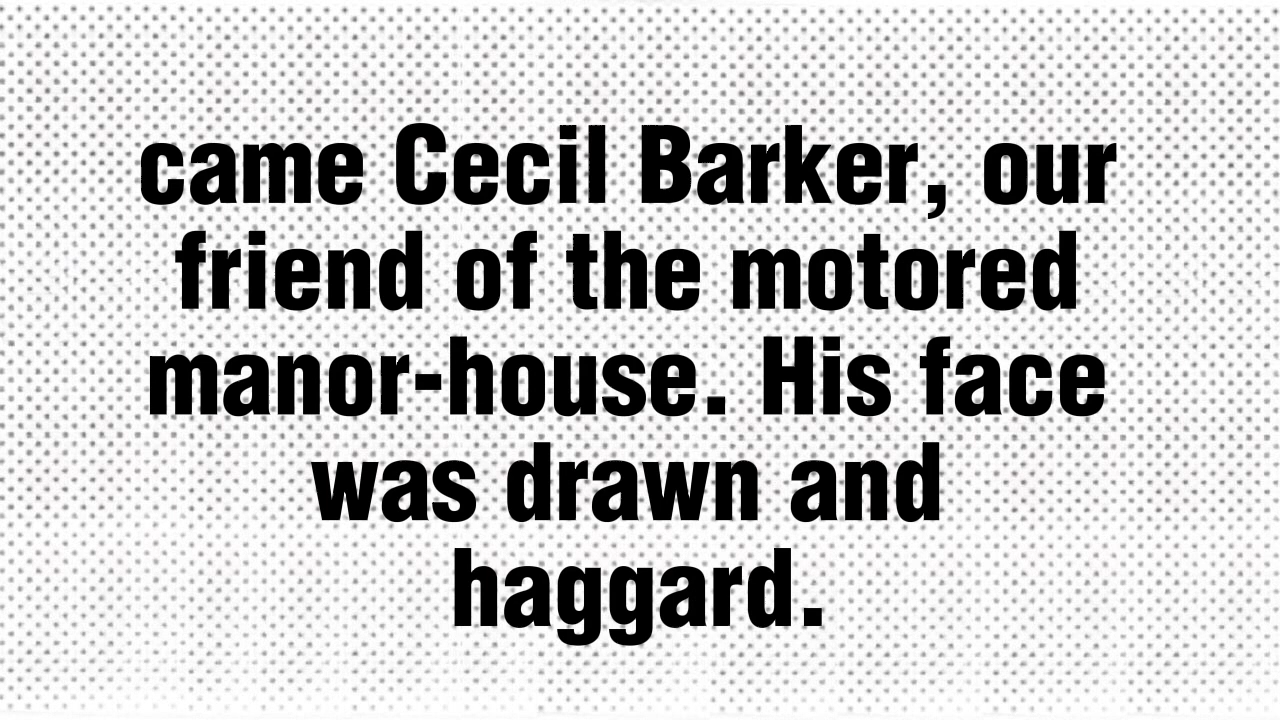 came Cecil Barker, our
friend of the motored
manor-house. His face
was drawn and
haggard.